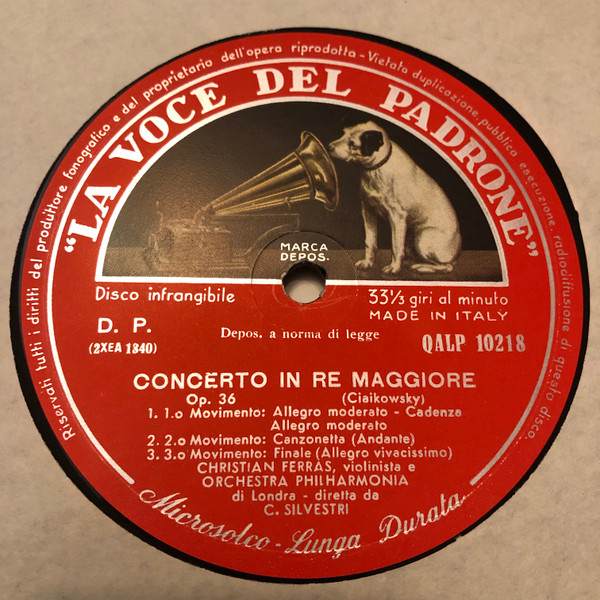 Riservati tutti i diritti del produttore fonografico e del proprietario dell'opera riprodotta - Vietata duplicazione, pubblica esecuzione, radiodiffusione di questo disco.
"LA VOCE DEL PADRONE"
MARCA
DEPOS.
Disco infrangibile
33⅓ giri al minuto
MADE IN ITALY
D. P.
(2XEA 1340)
Depos. a norma di legge
QALP 10218
CONCERTO IN RE MAGGIORE
Op. 36 (Ciaikowsky)
1. 1.o Movimento: Allegro moderato - Cadenza
Allegro moderato
2. 2.o Movimento: Canzonetta (Andante)
3. 3.o Movimento: Finale (Allegro vivacissimo)
CHRISTIAN FERRAS, violinista e
ORCHESTRA PHILHARMONIA
di Londra - diretta da
C. SILVESTRI
Microsolco - Lunga Durata